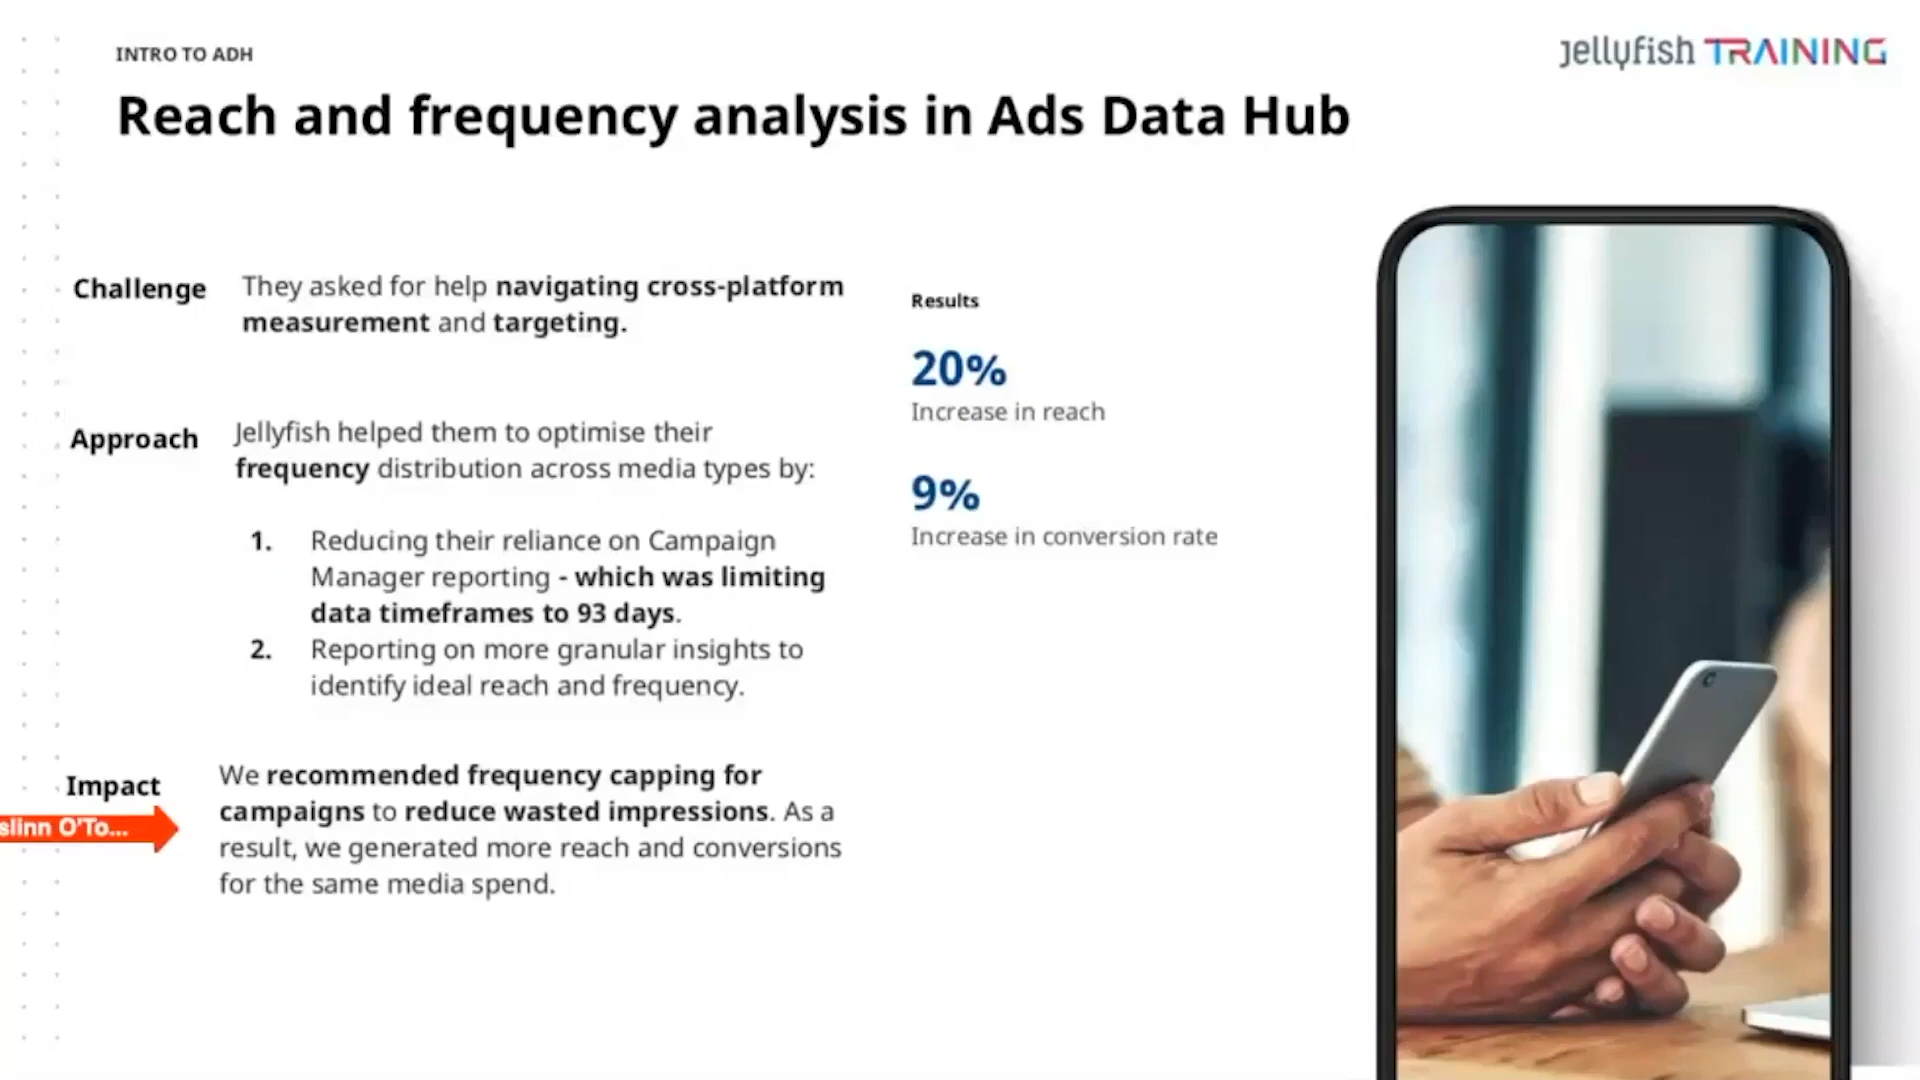 INTRO TO ADH
Jellyfish TRAINING
Reach and frequency analysis in Ads Data Hub
Challenge
They asked for help navigating cross-platform
measurement and targeting.
Approach
Jellyfish helped them to optimise their
frequency distribution across media types by:
1. Reducing their reliance on Campaign
Manager reporting - which was limiting
data timeframes to 93 days.
2. Reporting on more granular insights to
identify ideal reach and frequency.
Impact
We recommended frequency capping for
campaigns to reduce wasted impressions. As a
result, we generated more reach and conversions
for the same media spend.
slinn O'To...
Results
20%
Increase in reach
9%
Increase in conversion rate